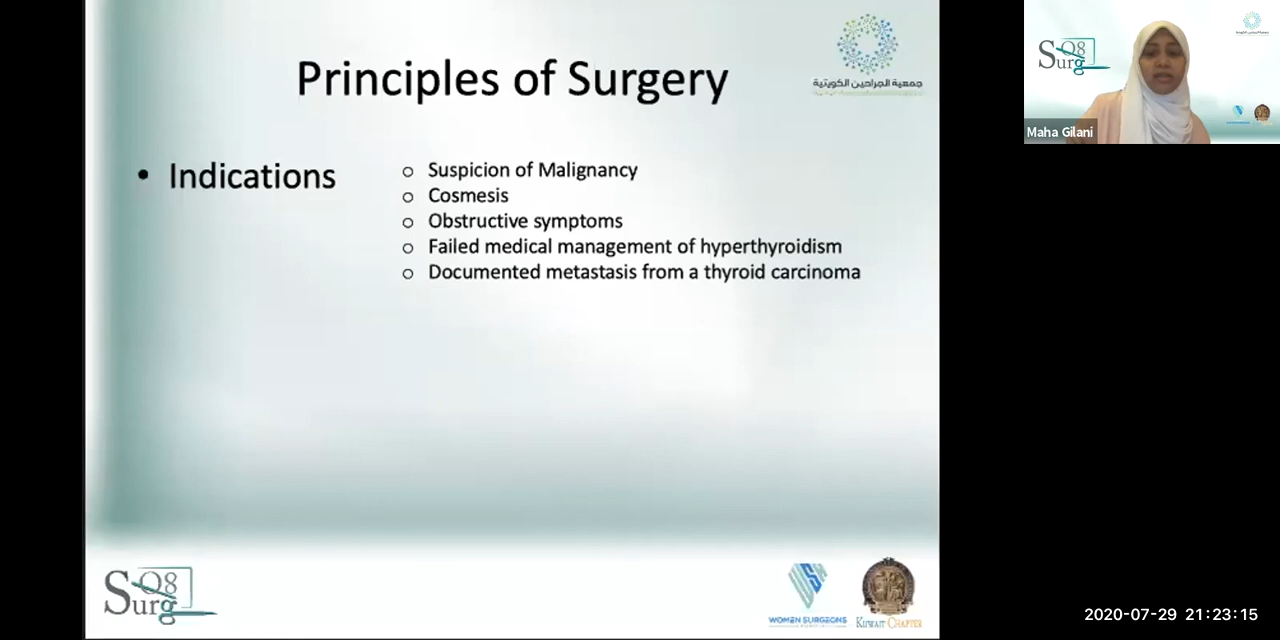 Principles of Surgery
جمعية الجراحين الكويتية
• Indications
○ Suspicion of Malignancy
○ Cosmesis
○ Obstructive symptoms
○ Failed medical management of hyperthyroidism
○ Documented metastasis from a thyroid carcinoma
SQ8
Surg
WOMEN SURGEONS
KUWAIT CHAPTER
Q8
Surg
Maha Gilani
2020-07-29 21:23:15